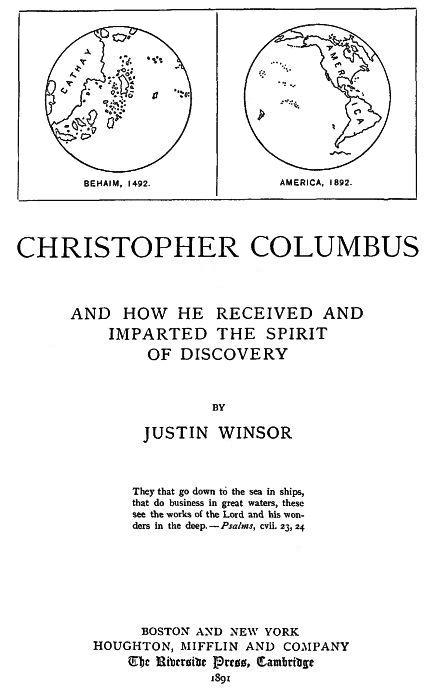 CATHAY
AMERICA
BEHAIM, 1492.
AMERICA, 1892.
CHRISTOPHER COLUMBUS
AND HOW HE RECEIVED AND
IMPARTED THE SPIRIT
OF DISCOVERY
BY
JUSTIN WINSOR
They that go down to the sea in ships,
that do business in great waters, these
see the works of the Lord and his won-
ders in the deep.—Psalms, cvii. 23, 24
BOSTON AND NEW YORK
HOUGHTON, MIFFLIN AND COMPANY
The Riverside Press, Cambridge
1891